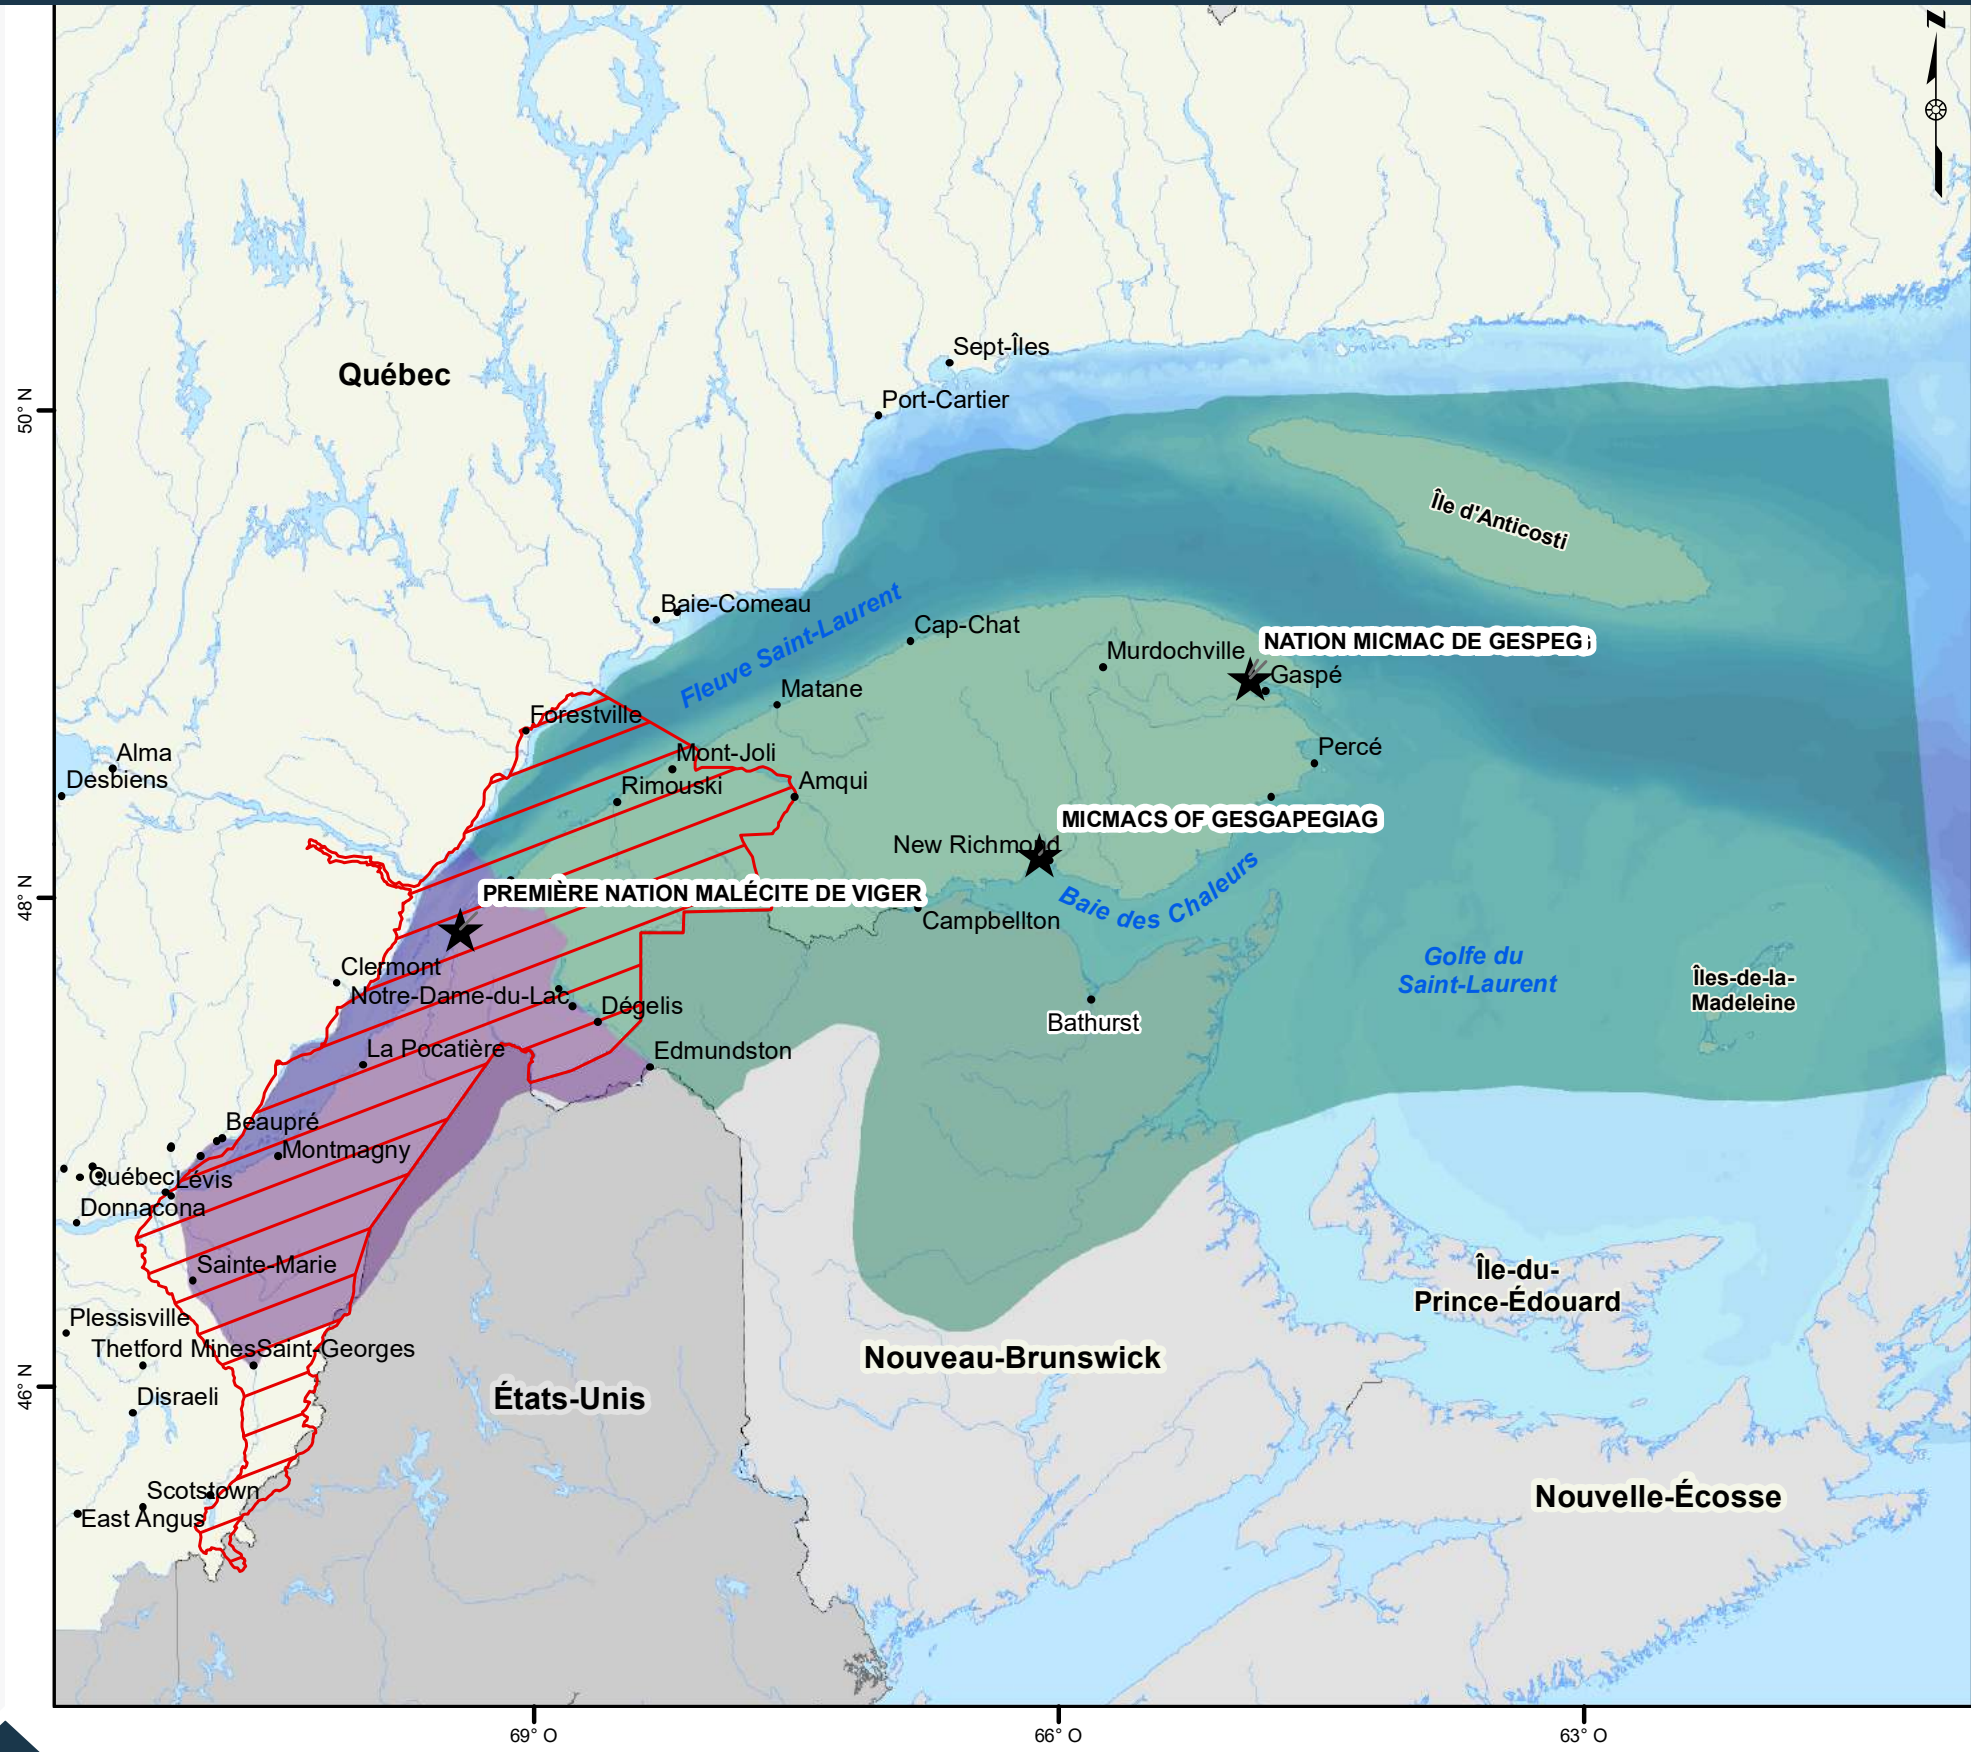 N
Sept-Îles
Québec
Port-Cartier
50° N
Île d'Anticosti
Baie-Comeau
Fleuve Saint-Laurent
Cap-Chat
NATION MICMAC DE GESPEG
Murdochville
Gaspé
Matane
Forestville
Percé
Alma
Mont-Joli
Desbiens
Rimouski
Amqui
MICMACS OF GESGAPEGIAG
New Richmond
48° N
PREMIÈRE NATION MALÉCITE DE VIGER
Baie des Chaleurs
Campbellton
Clermont
Golfe du
Saint-Laurent
Îles-de-la-
Madeleine
Notre-Dame-du-Lac
Dégelis
Bathurst
La Pocatière
Edmundston
Beaupré
Montmagny
Québec
Lévis
Donnacona
Sainte-Marie
Île-du-
Prince-Édouard
Plessisville
Thetford Mines
Saint-Georges
Nouveau-Brunswick
46° N
Disraeli
États-Unis
Scotstown
Nouvelle-Écosse
East Angus
69° O
66° O
63° O